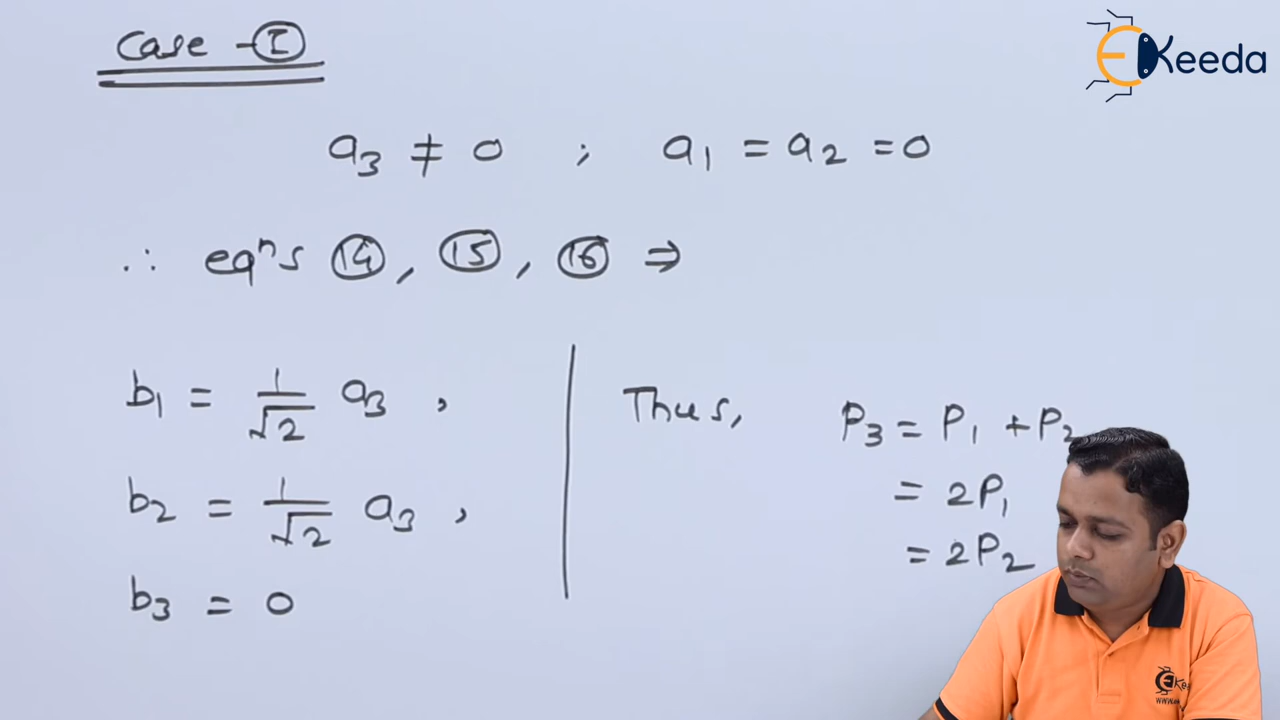 Case - I
EKeeda
a3 ≠ 0 ; a1 = a2 = 0
∴ eqⁿs 14, 15, 16 ⇒
b1 = 1/√2 a3 ,
b2 = 1/√2 a3 ,
b3 = 0
Thus, P3 = P1 + P2
= 2P1
= 2P2